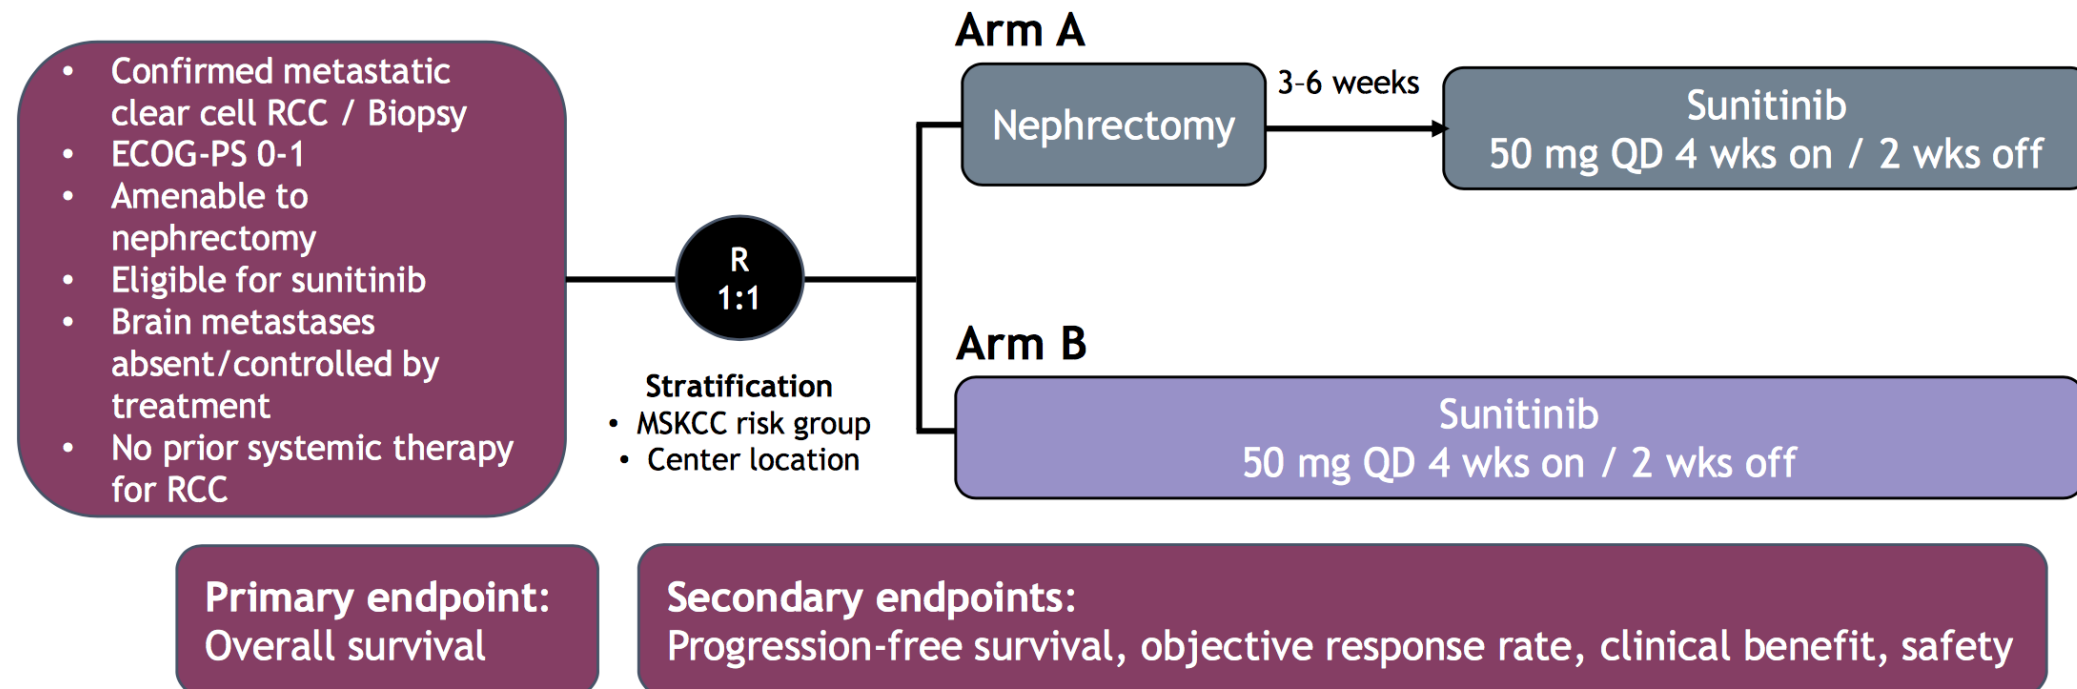 • Confirmed metastatic
clear cell RCC / Biopsy
• ECOG-PS 0-1
• Amenable to
nephrectomy
• Eligible for sunitinib
• Brain metastases
absent/controlled by
treatment
• No prior systemic therapy
for RCC
R
1:1
Stratification
• MSKCC risk group
• Center location
Arm A
Nephrectomy
3–6 weeks
Sunitinib
50 mg QD 4 wks on / 2 wks off
Arm B
Sunitinib
50 mg QD 4 wks on / 2 wks off
Primary endpoint:
Overall survival
Secondary endpoints:
Progression-free survival, objective response rate, clinical benefit, safety